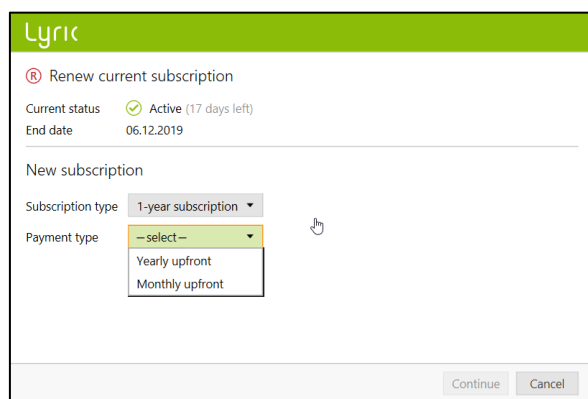 Lyric
R Renew current subscription
Current status Active (17 days left)
End date 06.12.2019
New subscription
Subscription type 1-year subscription
Payment type —select—
Yearly upfront
Monthly upfront
Continue Cancel